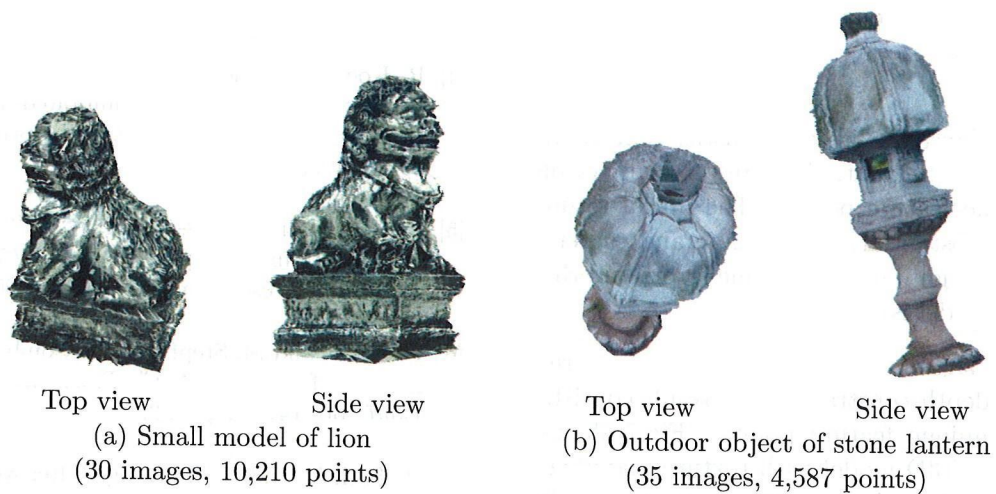 Top view
Side view
(a) Small model of lion
(30 images, 10,210 points)
Top view
Side view
(b) Outdoor object of stone lantern
(35 images, 4,587 points)